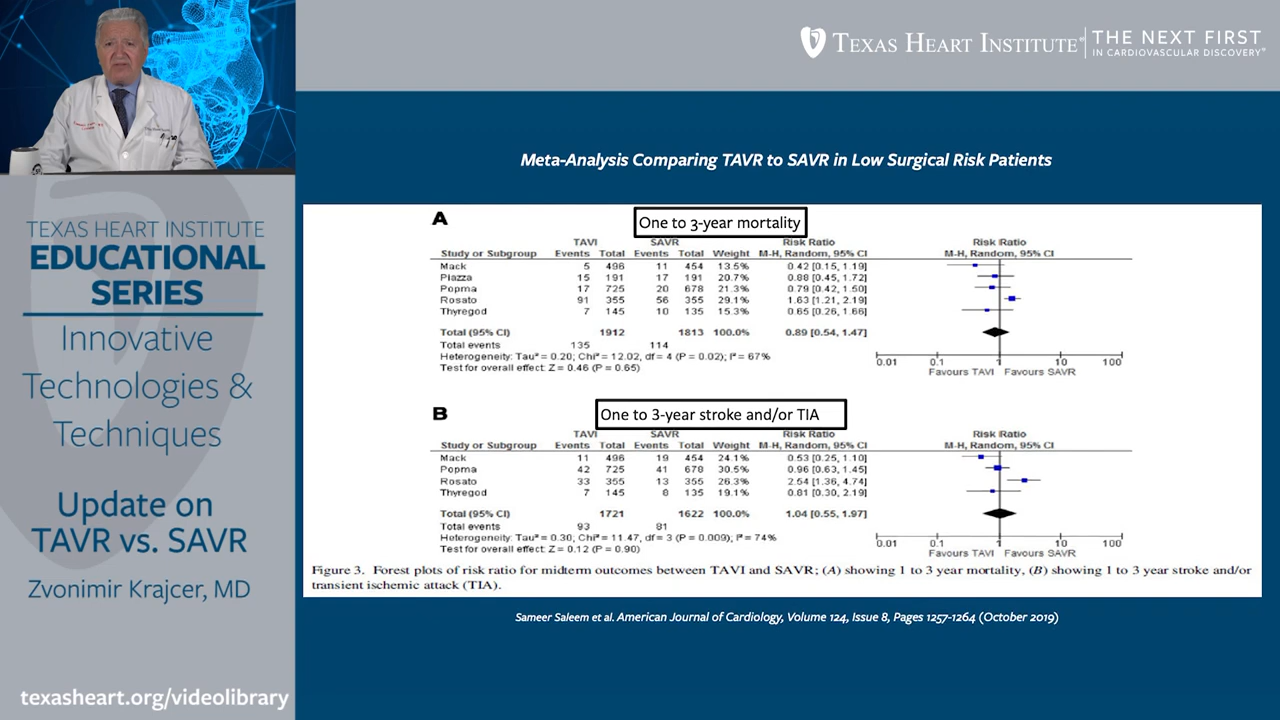 TEXAS HEART INSTITUTE®
THE NEXT FIRST
IN CARDIOVASCULAR DISCOVERY®
TEXAS HEART INSTITUTE
EDUCATIONAL
SERIES
Innovative
Technologies &
Techniques
Update on
TAVR vs. SAVR
Zvonimir Krajcer, MD
texasheart.org/videolibrary
Meta-Analysis Comparing TAVR to SAVR in Low Surgical Risk Patients
A
One to 3-year mortality
TAVI SAVR Risk Ratio Risk Ratio
Study or Subgroup Events Total Events Total Weight M-H, Random, 95% CI M-H, Random, 95% CI
Mack 5 496 11 454 13.5% 0.42 [0.15, 1.19]
Piazza 15 191 17 191 20.7% 0.88 [0.45, 1.72]
Popma 17 725 20 678 21.3% 0.79 [0.42, 1.50]
Rosato 91 355 56 355 29.1% 1.63 [1.21, 2.19]
Thyregod 7 145 10 135 15.3% 0.65 [0.26, 1.66]
Total (95% CI) 1912 1813 100.0% 0.89 [0.54, 1.47]
Total events 135 114
Heterogeneity: Tau² = 0.20; Chi² = 12.02, df = 4 (P = 0.02); I² = 67%
Test for overall effect: Z = 0.46 (P = 0.65)
0.01 0.1 1 10 100
Favours TAVI Favours SAVR
B
One to 3-year stroke and/or TIA
TAVI SAVR Risk Ratio Risk Ratio
Study or Subgroup Events Total Events Total Weight M-H, Random, 95% CI M-H, Random, 95% CI
Mack 11 496 19 454 24.1% 0.53 [0.25, 1.10]
Popma 42 725 41 678 30.5% 0.96 [0.63, 1.45]
Rosato 33 355 13 355 26.3% 2.54 [1.36, 4.74]
Thyregod 7 145 8 135 19.1% 0.81 [0.30, 2.19]
Total (95% CI) 1721 1622 100.0% 1.04 [0.55, 1.97]
Total events 93 81
Heterogeneity: Tau² = 0.30; Chi² = 11.47, df = 3 (P = 0.009); I² = 74%
Test for overall effect: Z = 0.12 (P = 0.90)
0.01 0.1 1 10 100
Favours TAVI Favours SAVR
Figure 3. Forest plots of risk ratio for midterm outcomes between TAVI and SAVR; (A) showing 1 to 3 year mortality, (B) showing 1 to 3 year stroke and/or
transient ischemic attack (TIA).
Sameer Saleem et al. American Journal of Cardiology, Volume 124, Issue 8, Pages 1257-1264 (October 2019)